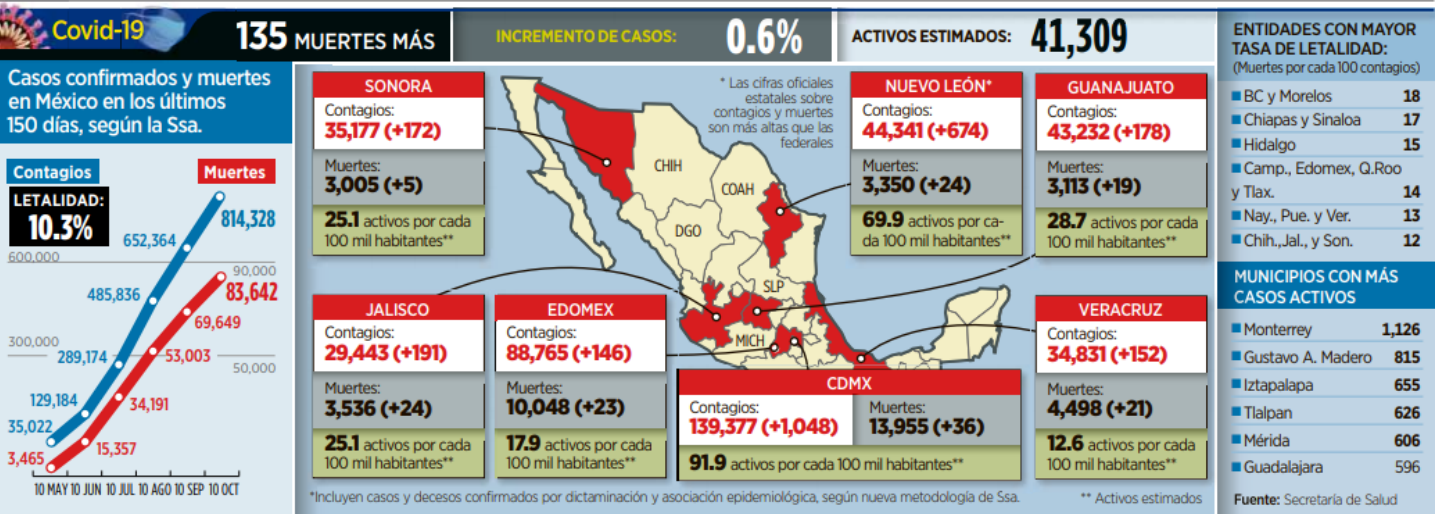 Covid-19
135 MUERTES MÁS
INCREMENTO DE CASOS: 0.6%
ACTIVOS ESTIMADOS: 41,309
Casos confirmados y muertes
en México en los últimos
150 días, según la Ssa.
Contagios
Muertes
LETALIDAD:
10.3%
814,328
652,364
600,000
90,000
83,642
485,836
69,649
300,000
289,174
53,003
50,000
129,184
34,191
35,022
15,357
3,465
10 MAY 10 JUN 10 JUL 10 AGO 10 SEP 10 OCT
SONORA
Contagios:
35,177 (+172)
Muertes:
3,005 (+5)
25.1 activos por cada
100 mil habitantes**
* Las cifras oficiales
estatales sobre
contagios y muertes
son más altas que las
federales
NUEVO LEÓN*
Contagios:
44,341 (+674)
Muertes:
3,350 (+24)
69.9 activos por ca-
da 100 mil habitantes**
GUANAJUATO
Contagios:
43,232 (+178)
Muertes:
3,113 (+19)
28.7 activos por cada
100 mil habitantes**
CHIH
COAH
DGO
SLP
MICH
JALISCO
Contagios:
29,443 (+191)
Muertes:
3,536 (+24)
25.1 activos por cada
100 mil habitantes**
EDOMEX
Contagios:
88,765 (+146)
Muertes:
10,048 (+23)
17.9 activos por cada
100 mil habitantes**
CDMX
Contagios:
139,377 (+1,048)
Muertes:
13,955 (+36)
91.9 activos por cada 100 mil habitantes**
VERACRUZ
Contagios:
34,831 (+152)
Muertes:
4,498 (+21)
12.6 activos por cada
100 mil habitantes**
*Incluyen casos y decesos confirmados por dictaminación y asociación epidemiológica, según nueva metodología de Ssa.
** Activos estimados
ENTIDADES CON MAYOR
TASA DE LETALIDAD:
(Muertes por cada 100 contagios)
BC y Morelos 18
Chiapas y Sinaloa 17
Hidalgo 15
Camp., Edomex, Q.Roo
y Tlax. 14
Nay., Pue. y Ver. 13
Chih.,Jal., y Son. 12
MUNICIPIOS CON MÁS
CASOS ACTIVOS
Monterrey 1,126
Gustavo A. Madero 815
Iztapalapa 655
Tlalpan 626
Mérida 606
Guadalajara 596
Fuente: Secretaría de Salud